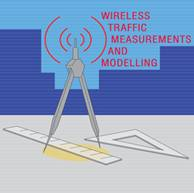 WIRELESS
TRAFFIC
MEASUREMENTS
AND
MODELLING